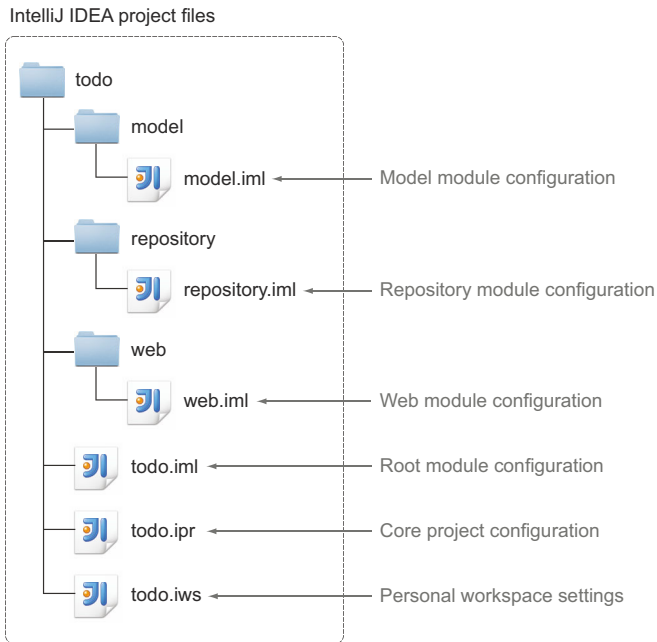 IntelliJ IDEA project files
todo
model
model.iml
Model module configuration
repository
repository.iml
Repository module configuration
web
web.iml
Web module configuration
todo.iml
Root module configuration
todo.ipr
Core project configuration
todo.iws
Personal workspace settings